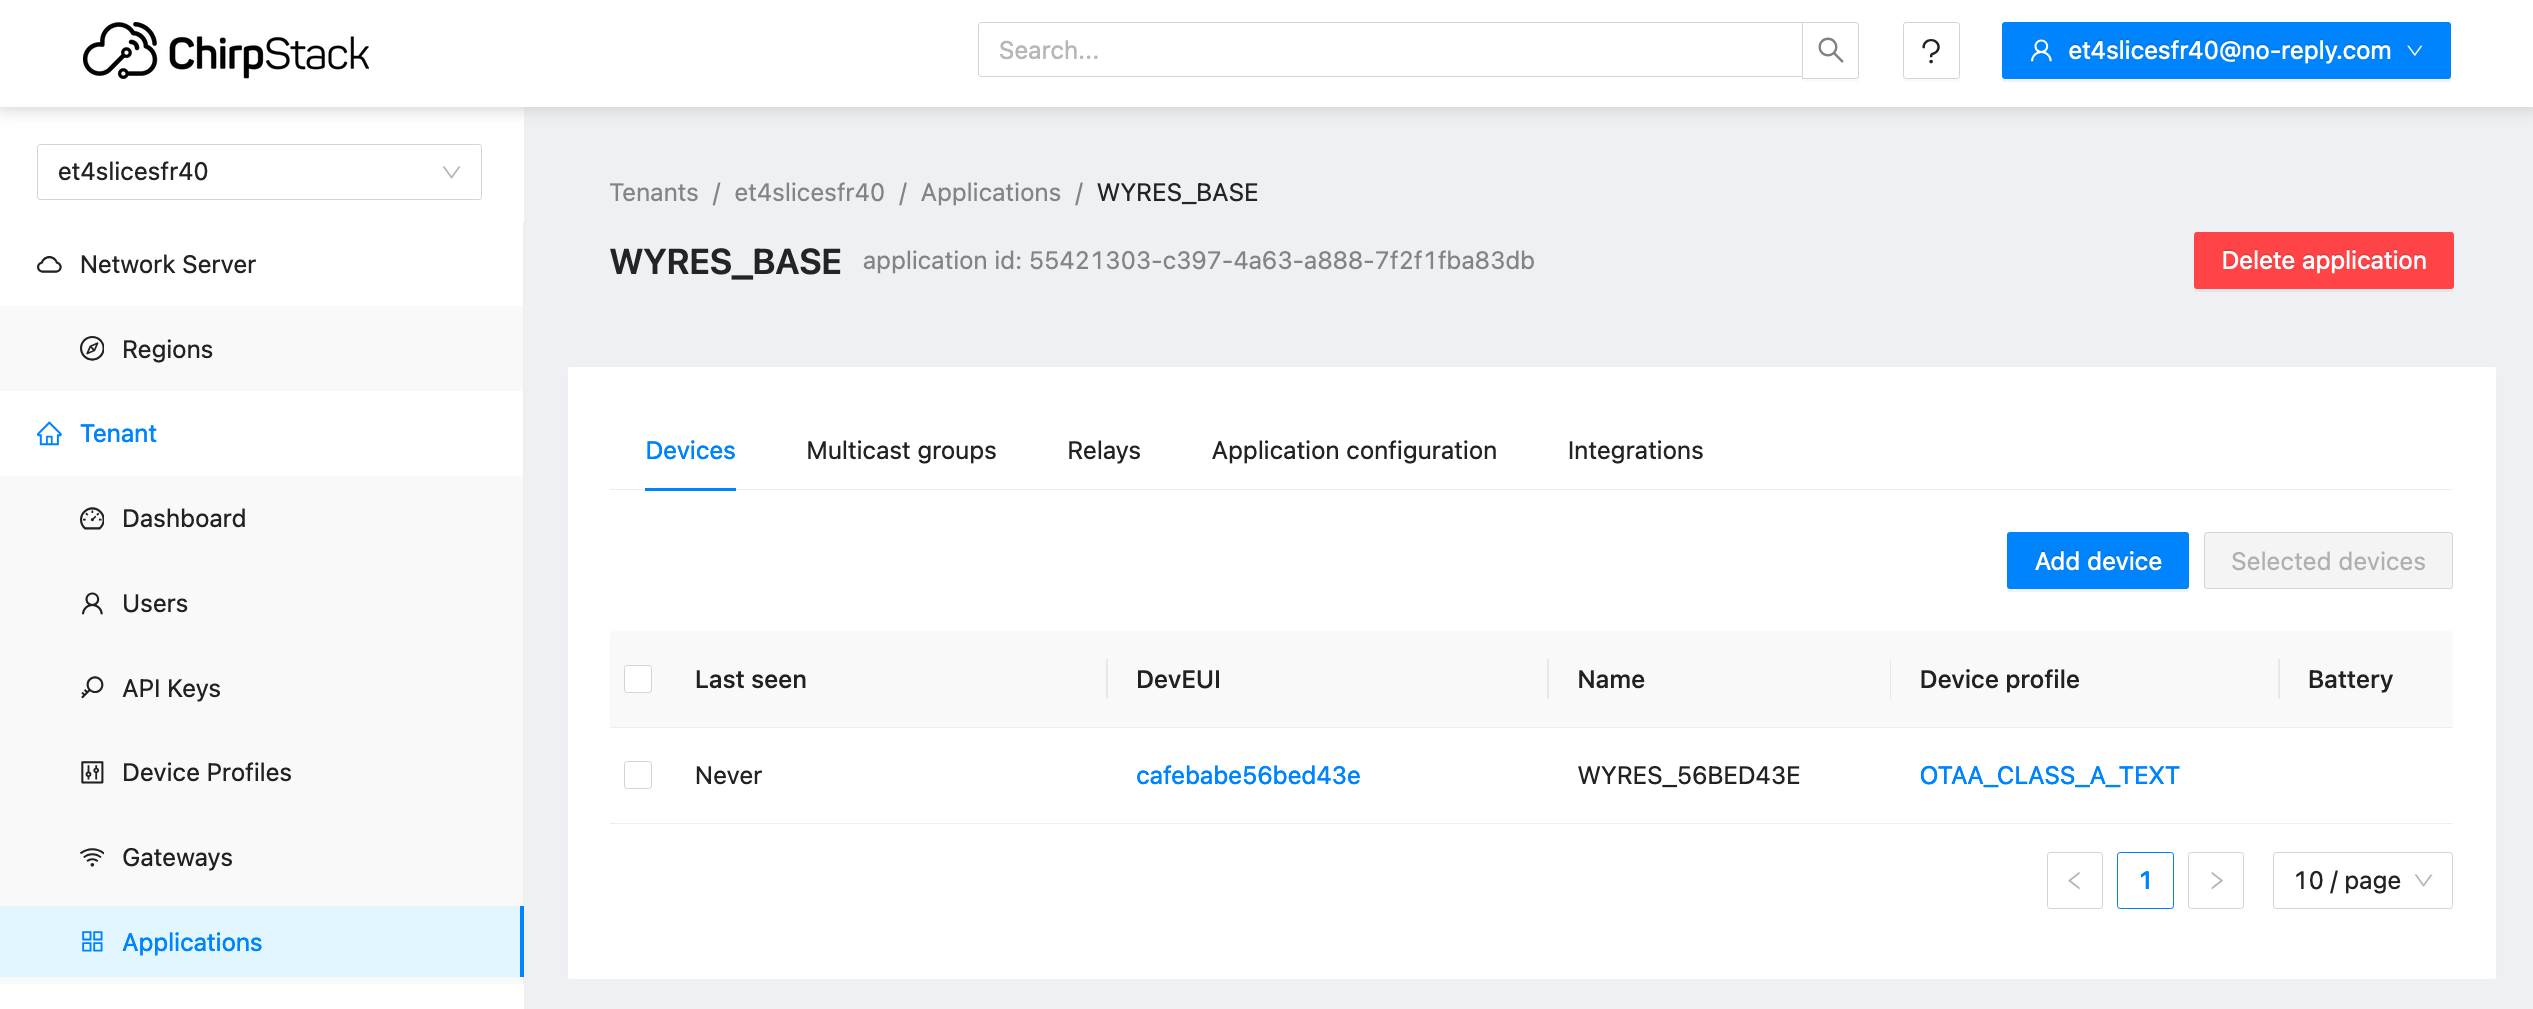 ChirpStack
Search...
?
et4slicesfr40@no-reply.com
et4slicesfr40
Network Server
Regions
Tenant
Dashboard
Users
API Keys
Device Profiles
Gateways
Applications
Tenants / et4slicesfr40 / Applications / WYRES_BASE
WYRES_BASE application id: 55421303-c397-4a63-a888-7f2f1fba83db
Delete application
Devices Multicast groups Relays Application configuration Integrations
Add device Selected devices
Last seen DevEUI Name Device profile Battery
Never cafebabe56bed43e WYRES_56BED43E OTAA_CLASS_A_TEXT
< 1 > 10 / page